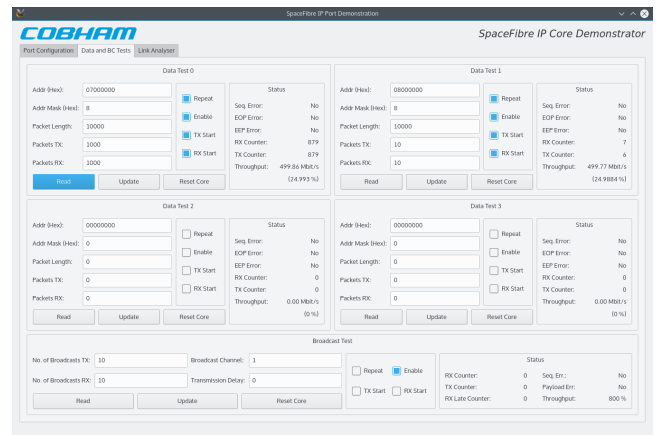 SpaceFibre IP Port Demonstration
COBHAM
SpaceFibre IP Core Demonstrator
Port Configuration Data and BC Tests Link Analyser
Data Test 0
Addr (Hex): 07000000
Addr Mask (Hex): 8
Packet Length: 10000
Packets TX: 1000
Packets RX: 1000
Repeat
Enable
TX Start
RX Start
Status
Seq. Error: No
EOP Error: No
EEP Error: No
RX Counter: 879
TX Counter: 879
Throughput: 499.86 Mbit/s
(24.993 %)
Read Update Reset Core
Data Test 1
Addr (Hex): 08000000
Addr Mask (Hex): 8
Packet Length: 10000
Packets TX: 10
Packets RX: 10
Repeat
Enable
TX Start
RX Start
Status
Seq. Error: No
EOP Error: No
EEP Error: No
RX Counter: 7
TX Counter: 6
Throughput: 499.77 Mbit/s
(24.9884 %)
Read Update Reset Core
Data Test 2
Addr (Hex): 00000000
Addr Mask (Hex): 0
Packet Length: 0
Packets TX: 0
Packets RX: 0
Repeat
Enable
TX Start
RX Start
Status
Seq. Error: No
EOP Error: No
EEP Error: No
RX Counter: 0
TX Counter: 0
Throughput: 0.00 Mbit/s
(0 %)
Read Update Reset Core
Data Test 3
Addr (Hex): 00000000
Addr Mask (Hex): 0
Packet Length: 0
Packets TX: 0
Packets RX: 0
Repeat
Enable
TX Start
RX Start
Status
Seq. Error: No
EOP Error: No
EEP Error: No
RX Counter: 0
TX Counter: 0
Throughput: 0.00 Mbit/s
(0 %)
Read Update Reset Core
Broadcast Test
No. of Broadcasts TX: 10 Broadcast Channel: 1
No. of Broadcasts RX: 10 Transmission Delay: 0
Read Update Reset Core
Repeat Enable
TX Start RX Start
Status
RX Counter: 0 Seq. Err.: No
TX Counter: 0 Payload Err: No
RX Late Counter: 0 Throughput: 800 %